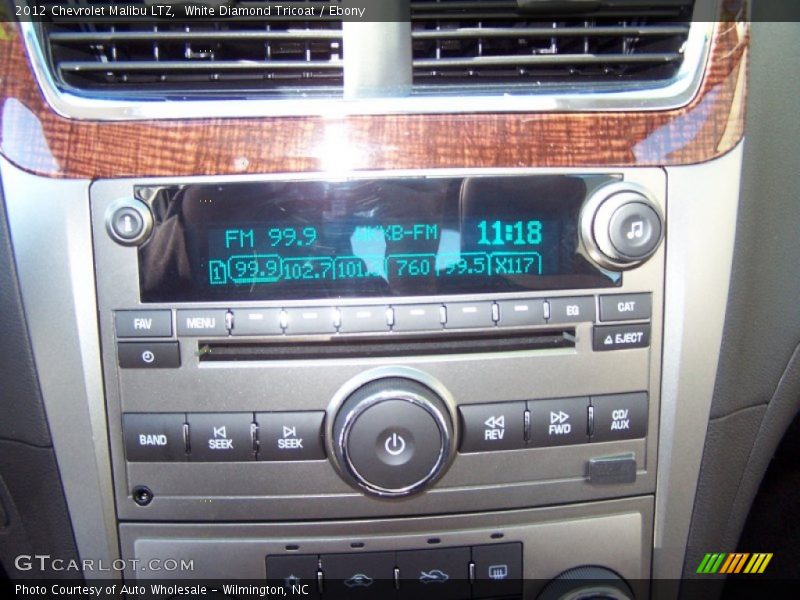 2012 Chevrolet Malibu LTZ, White Diamond Tricoat / Ebony
FM 99.9 11:18
1 99.9 102.7 760 99.5 X117
FAV MENU EQ CAT
EJECT
BAND SEEK SEEK REV FWD CD/AUX
GTCARLOT.COM
Photo Courtesy of Auto Wholesale - Wilmington, NC